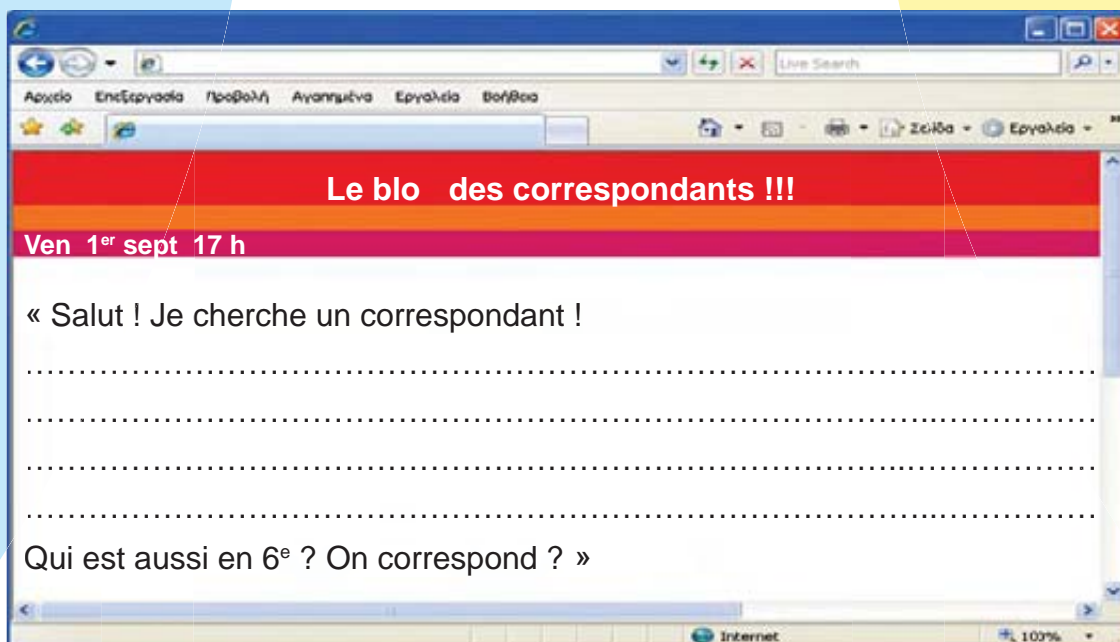 Live Search
Αρχείο Επεξεργασία Προβολή Αγαπημένα Εργαλεία Βοήθεια
Σελίδα Εργαλεία
Le blo des correspondants !!!
Ven 1er sept 17 h
« Salut ! Je cherche un correspondant !
……………………………………………………………………………………
……………………………………………………………………………………
……………………………………………………………………………………
……………………………………………………………………………………
Qui est aussi en 6e ? On correspond ? »
Internet 100%